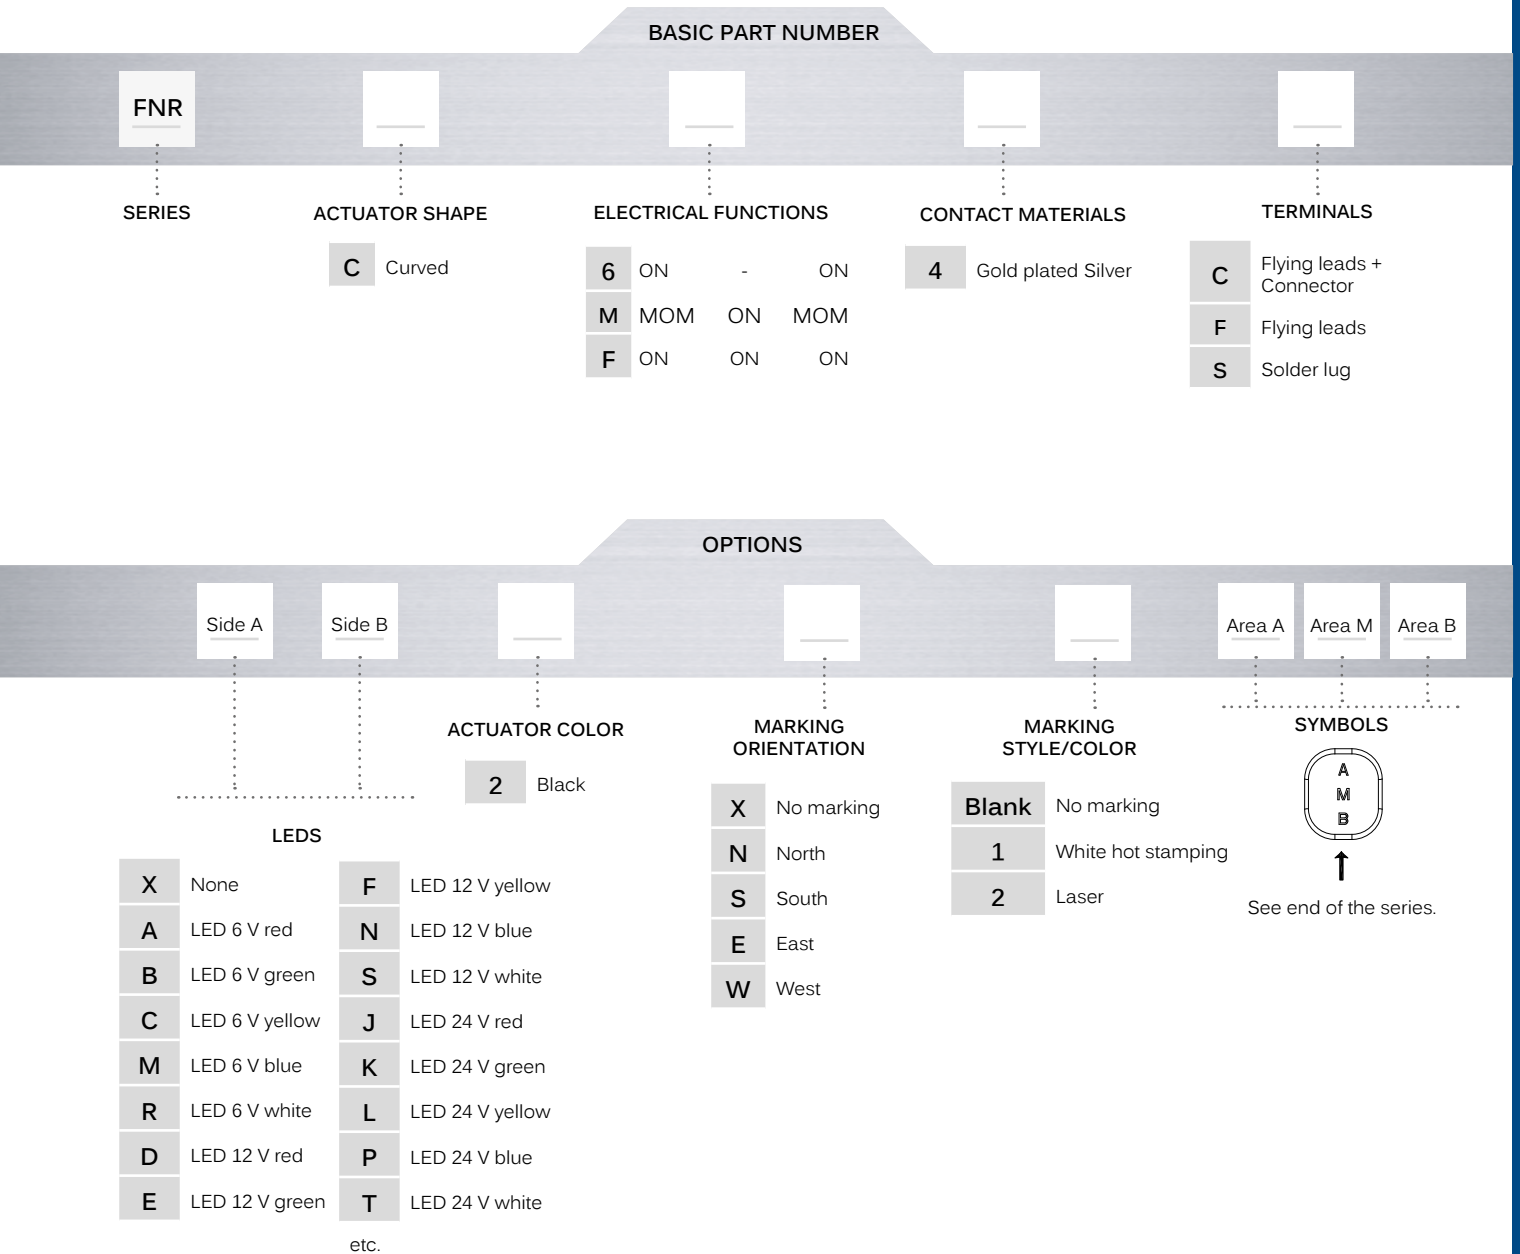 BASIC PART NUMBER
FNR
SERIES
ACTUATOR SHAPE
C Curved
ELECTRICAL FUNCTIONS
6 ON - ON
M MOM ON MOM
F ON ON ON
CONTACT MATERIALS
4 Gold plated Silver
TERMINALS
C Flying leads +
Connector
F Flying leads
S Solder lug
OPTIONS
Side A Side B
Area A Area M Area B
LEDS
X None
A LED 6 V red
B LED 6 V green
C LED 6 V yellow
M LED 6 V blue
R LED 6 V white
D LED 12 V red
E LED 12 V green
F LED 12 V yellow
N LED 12 V blue
S LED 12 V white
J LED 24 V red
K LED 24 V green
L LED 24 V yellow
P LED 24 V blue
T LED 24 V white
etc.
ACTUATOR COLOR
2 Black
MARKING
ORIENTATION
X No marking
N North
S South
E East
W West
MARKING
STYLE/COLOR
Blank No marking
1 White hot stamping
2 Laser
SYMBOLS
A
M
B
See end of the series.